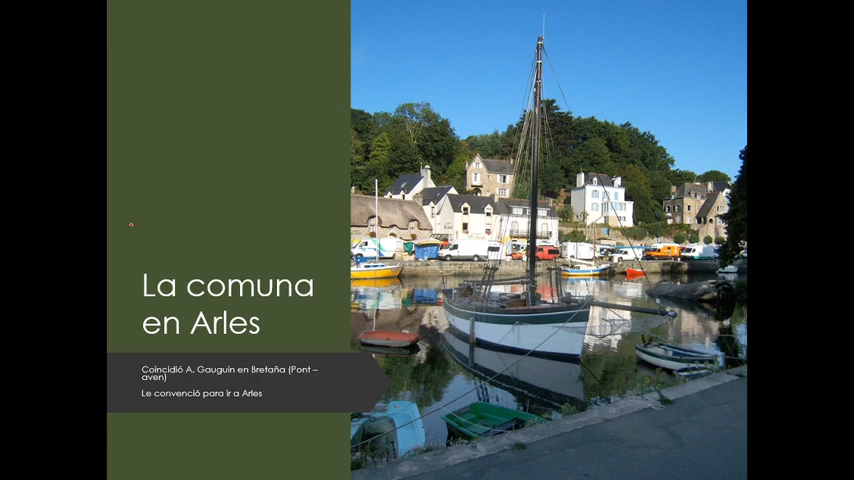 La comuna
en Arles
Coincidió A. Gauguin en Bretaña (Pont –
aven)
Le convenció para ir a Arles